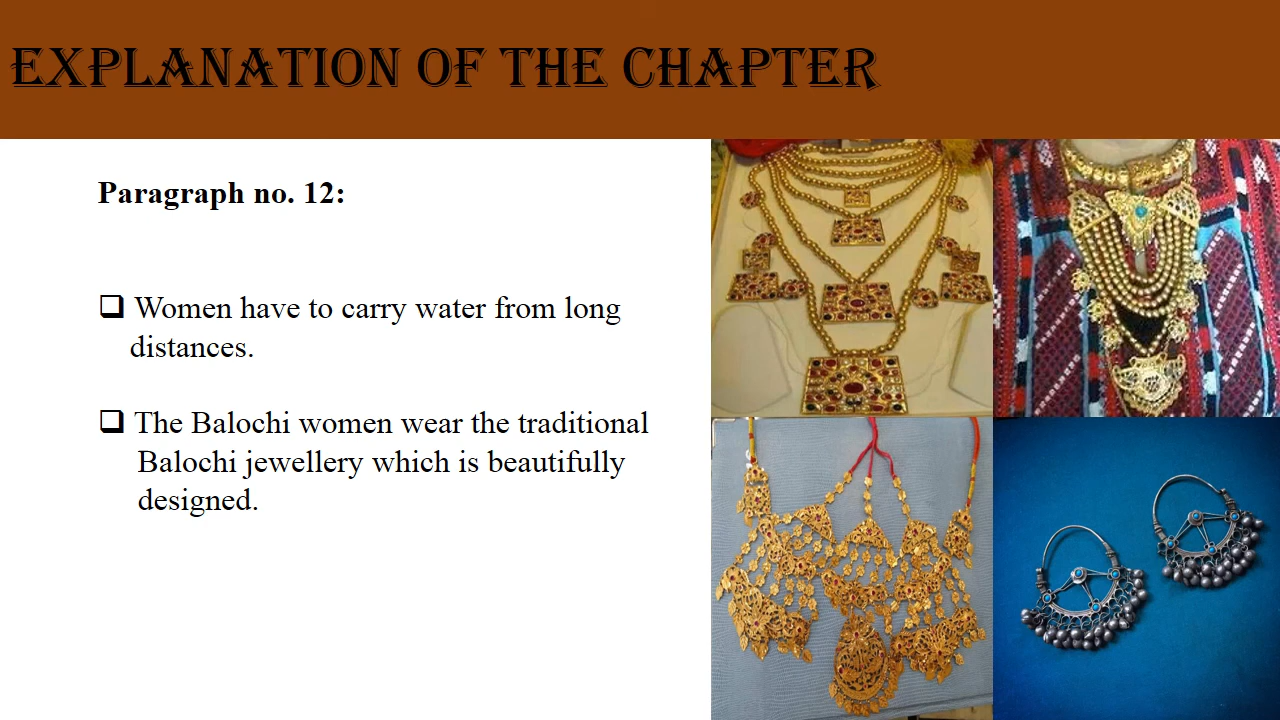 EXPLANATION OF THE CHAPTER
Paragraph no. 12:
❑ Women have to carry water from long
distances.
❑ The Balochi women wear the traditional
Balochi jewellery which is beautifully
designed.